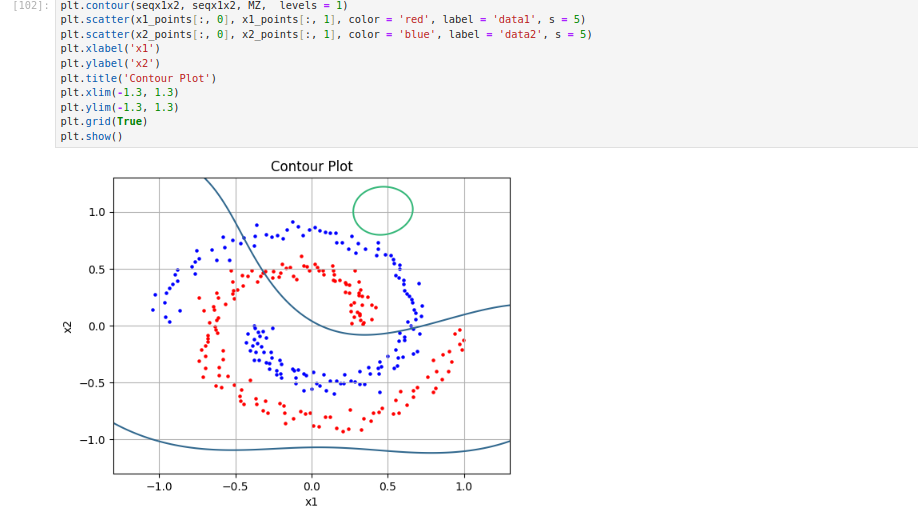 [102]: plt.contour(seqx1x2, seqx1x2, MZ,  levels = 1)
plt.scatter(x1_points[:, 0], x1_points[:, 1], color = 'red', label = 'data1', s = 5)
plt.scatter(x2_points[:, 0], x2_points[:, 1], color = 'blue', label = 'data2', s = 5)
plt.xlabel('x1')
plt.ylabel('x2')
plt.title('Contour Plot')
plt.xlim(-1.3, 1.3)
plt.ylim(-1.3, 1.3)
plt.grid(True)
plt.show()
Contour Plot
1.0
0.5
0.0
−0.5
−1.0
x2
−1.0 −0.5 0.0 0.5 1.0
x1